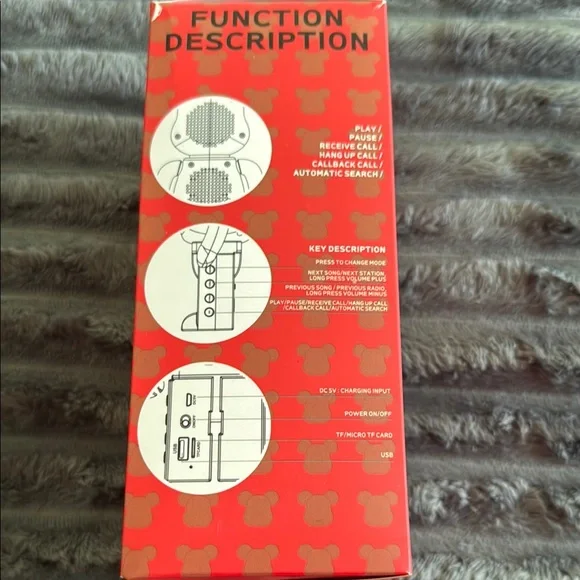 FUNCTION
DESCRIPTION
PLAY/
PAUSE/
RECEIVE CALL/
HANG UP CALL/
CALLBACK CALL/
AUTOMATIC SEARCH/
KEY DESCRIPTION
PRESS TO CHANGE MODE
NEXT SONG/NEXT STATION,
LONG PRESS VOLUME PLUS
PREVIOUS SONG / PREVIOUS RADIO,
LONG PRESS VOLUME MINUS
PLAY/PAUSE/RECEIVE CALL/HANG UP CALL
/CALLBACK CALL/AUTOMATIC SEARCH
DC 5V : CHARGING INPUT
POWER ON/OFF
TF/MICRO TF CARD
USB
USB